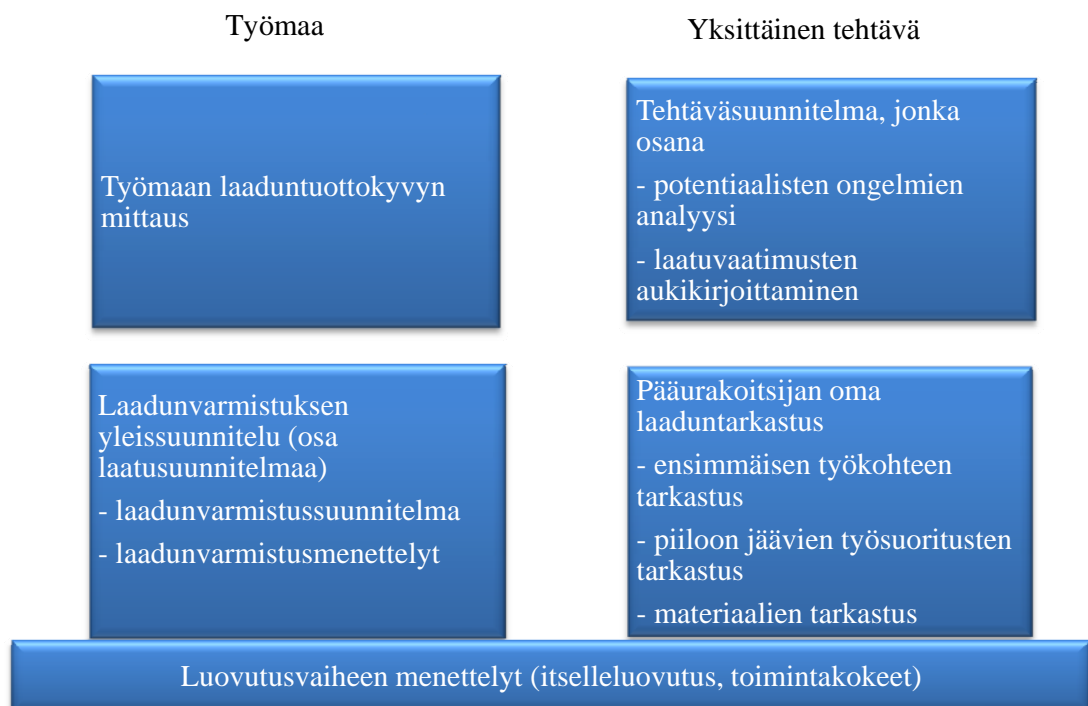 Työmaa
Yksittäinen tehtävä
Työmaan laaduntuottokyvyn
mittaus
Tehtäväsuunnitelma, jonka
osana
- potentiaalisten ongelmien
analyysi
- laatuvaatimusten
aukikirjoittaminen
Laadunvarmistuksen
yleissuunnitelu (osa
laatusuunnitelmaa)
- laadunvarmistussuunnitelma
- laadunvarmistusmenettelyt
Pääurakoitsijan oma
laaduntarkastus
- ensimmäisen työkohteen
tarkastus
- piiloon jäävien työsuoritusten
tarkastus
- materiaalien tarkastus
Luovutusvaiheen menettelyt (itselleluovutus, toimintakokeet)